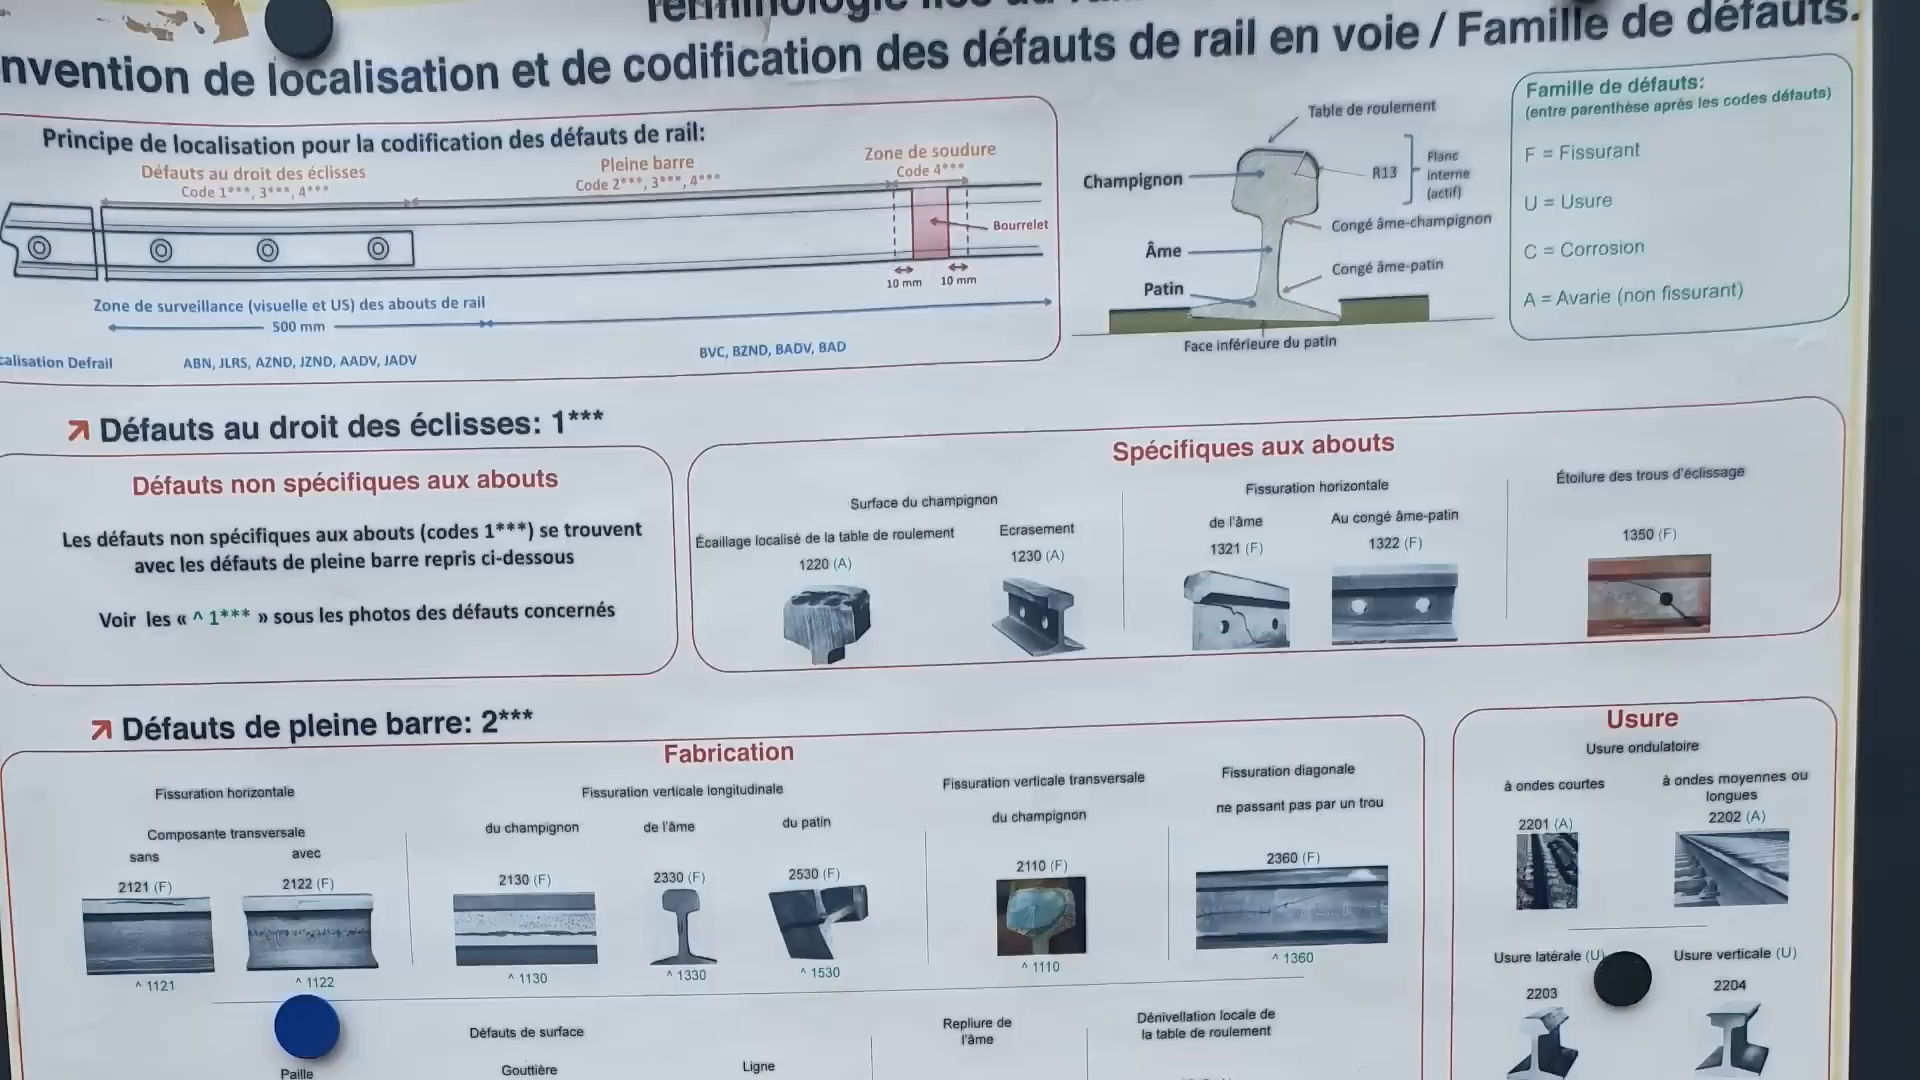 nvention de localisation et de codification des défauts de rail en voie / Famille de défauts.
Principe de localisation pour la codification des défauts de rail:
Défauts au droit des éclisses
Code 1***, 3***, 4***
Pleine barre
Code 2***, 3***, 4***
Zone de soudure
Code 4***
Bourrelet
10 mm
10 mm
Zone de surveillance (visuelle et US) des abouts de rail
500 mm
calisation Defrail
ABN, JLRS, AZND, JZND, AADV, JADV
BVC, BZND, BADV, BAD
Table de roulement
Champignon
R13
Flanc
interne
(actif)
Congé âme-champignon
Âme
Congé âme-patin
Patin
Face inférieure du patin
Famille de défauts:
(entre parenthèse après les codes défauts)
F = Fissurant
U = Usure
C = Corrosion
A = Avarie (non fissurant)
Défauts au droit des éclisses: 1***
Défauts non spécifiques aux abouts
Les défauts non spécifiques aux abouts (codes 1***) se trouvent
avec les défauts de pleine barre repris ci-dessous
Voir les « ^ 1*** » sous les photos des défauts concernés
Spécifiques aux abouts
Surface du champignon
Écaillage localisé de la table de roulement
1220 (A)
Ecrasement
1230 (A)
Fissuration horizontale
de l'âme
1321 (F)
Au congé âme-patin
1322 (F)
Étoilure des trous d'éclissage
1350 (F)
Défauts de pleine barre: 2***
Fabrication
Fissuration horizontale
Composante transversale
sans
2121 (F)
^ 1121
avec
2122 (F)
^ 1122
Fissuration verticale longitudinale
du champignon
2130 (F)
^ 1130
de l'âme
2330 (F)
^ 1330
du patin
2530 (F)
^ 1530
Fissuration verticale transversale
du champignon
2110 (F)
^ 1110
Fissuration diagonale
ne passant pas par un trou
2360 (F)
^ 1360
Défauts de surface
Paille
Gouttière
Ligne
Repliure de
l'âme
Dénivellation locale de
la table de roulement
Usure
Usure ondulatoire
à ondes courtes
2201 (A)
à ondes moyennes ou
longues
2202 (A)
Usure latérale (U)
2203
Usure verticale (U)
2204